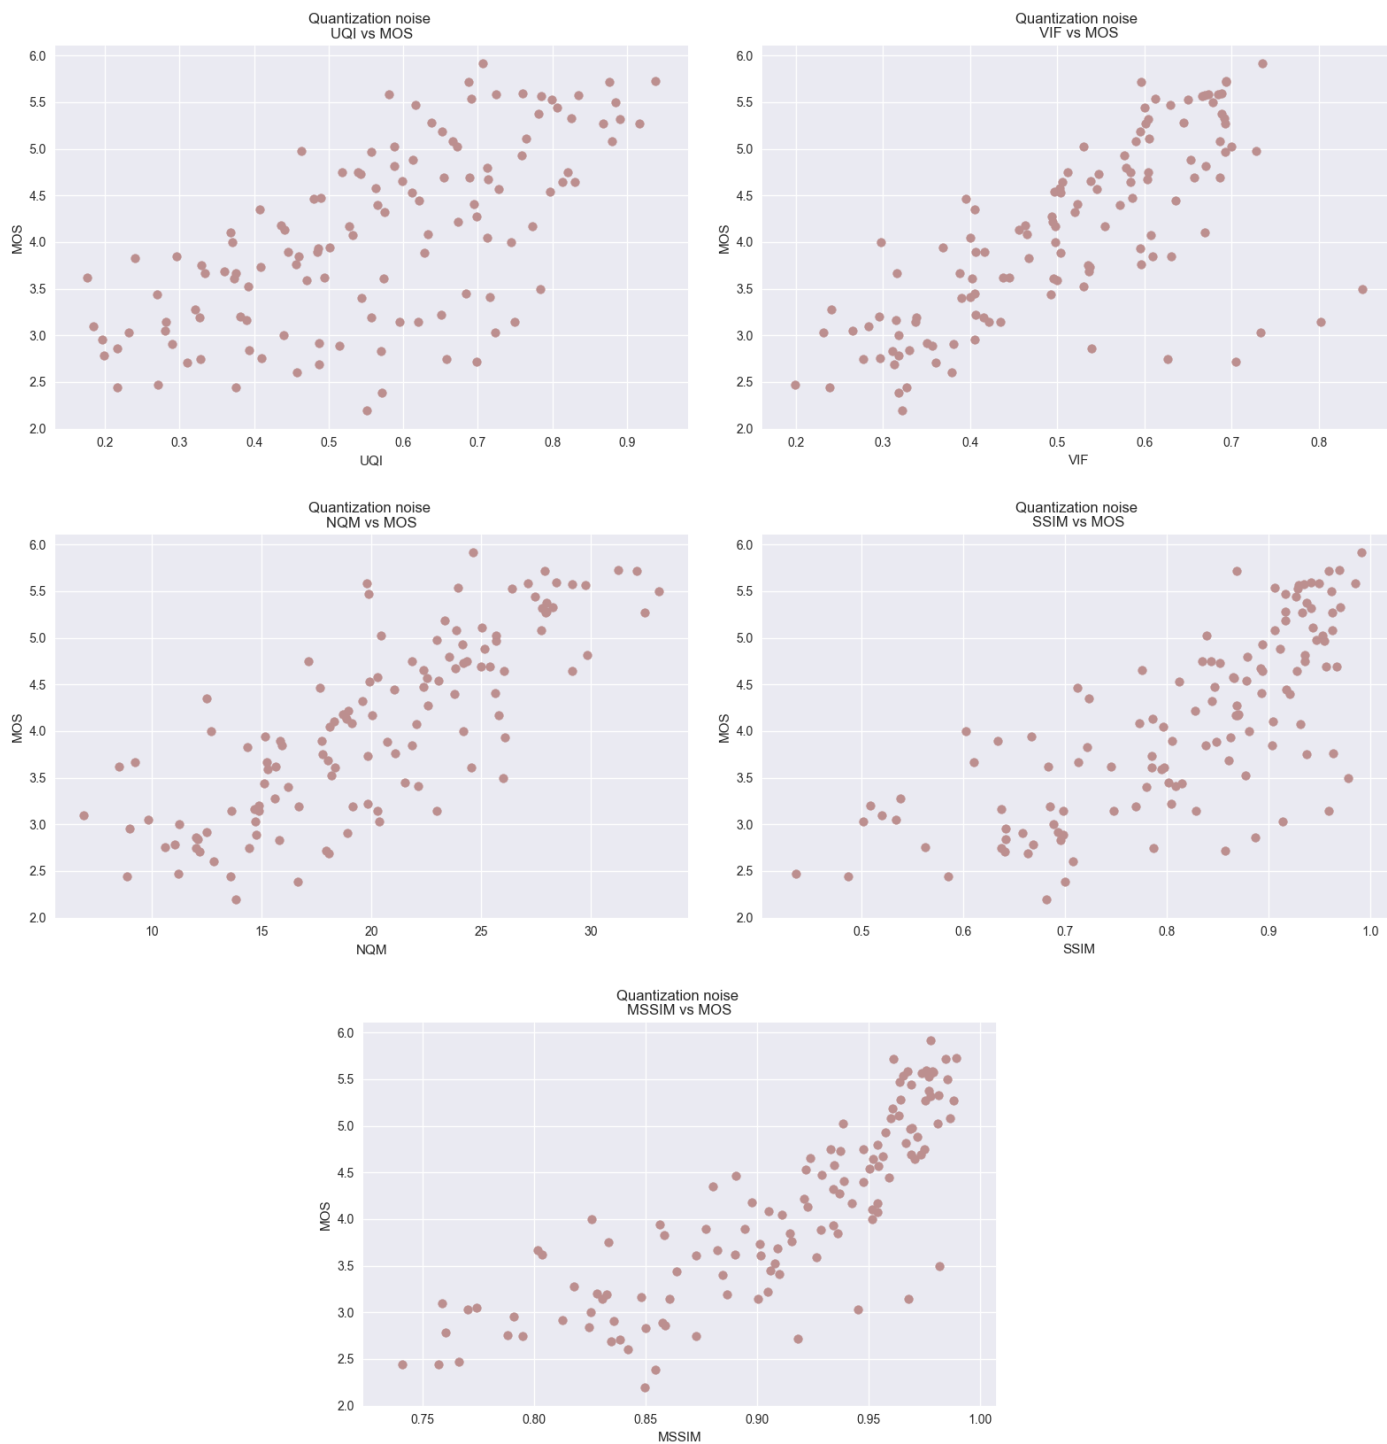 Quantization noise
UQI vs MOS
6.0
5.5
5.0
4.5
4.0
3.5
3.0
2.5
2.0
MOS
0.2 0.3 0.4 0.5 0.6 0.7 0.8 0.9
UQI
Quantization noise
VIF vs MOS
6.0
5.5
5.0
4.5
4.0
3.5
3.0
2.5
2.0
MOS
0.2 0.3 0.4 0.5 0.6 0.7 0.8
VIF
Quantization noise
NQM vs MOS
6.0
5.5
5.0
4.5
4.0
3.5
3.0
2.5
2.0
MOS
10 15 20 25 30
NQM
Quantization noise
SSIM vs MOS
6.0
5.5
5.0
4.5
4.0
3.5
3.0
2.5
2.0
MOS
0.5 0.6 0.7 0.8 0.9 1.0
SSIM
Quantization noise
MSSIM vs MOS
6.0
5.5
5.0
4.5
4.0
3.5
3.0
2.5
2.0
MOS
0.75 0.80 0.85 0.90 0.95 1.00
MSSIM